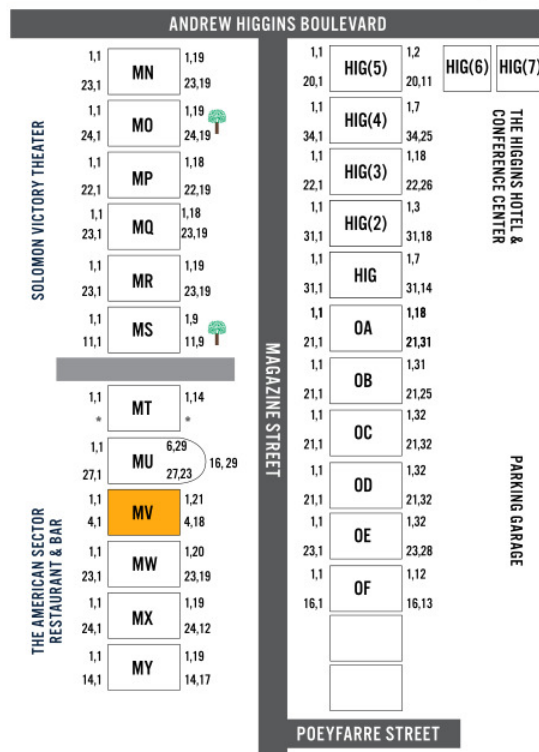 ANDREW HIGGINS BOULEVARD
SOLOMON VICTORY THEATER
1,1 MN 1,19
23,1 23,19
1,1 MO 1,19
24,1 24,19
1,1 MP 1,18
22,1 22,19
1,1 MQ 1,18
23,1 23,19
1,1 MR 1,19
23,1 23,19
1,1 MS 1,9
11,1 11,9
THE AMERICAN SECTOR
RESTAURANT & BAR
1,1 MT 1,14
* *
1,1 MU 6,29
16,29
27,1 27,23
1,1 MV 1,21
4,1 4,18
1,1 MW 1,20
23,1 23,19
1,1 MX 1,19
24,1 24,12
1,1 MY 1,19
14,1 14,17
MAGAZINE STREET
1,1 HIG(5) 1,2 HIG(6) HIG(7)
20,1 20,11
1,1 HIG(4) 1,7
34,1 34,25
1,1 HIG(3) 1,18
22,1 22,26
1,1 HIG(2) 1,3
31,1 31,18
1,1 HIG 1,7
31,1 31,14
1,1 OA 1,18
21,1 21,31
1,1 OB 1,31
21,1 21,25
1,1 OC 1,32
21,1 21,32
1,1 OD 1,32
21,1 21,32
1,1 OE 1,32
23,1 23,28
1,1 OF 1,12
16,1 16,13
THE HIGGINS HOTEL &
CONFERENCE CENTER
PARKING GARAGE
POEYFARRE STREET